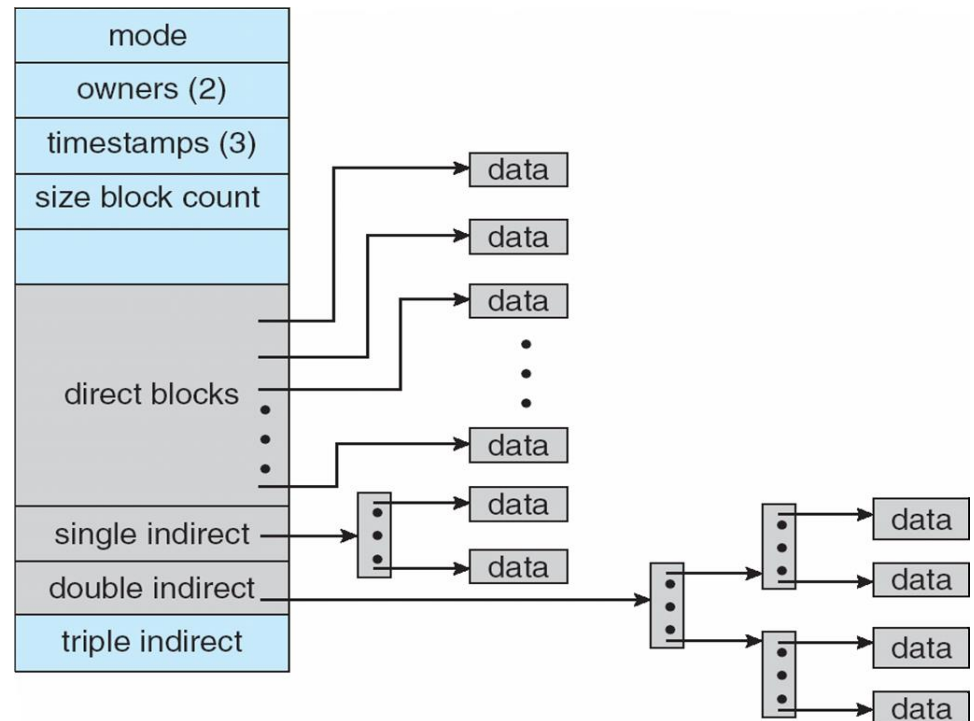 mode
owners (2)
timestamps (3)
size block count
direct blocks
single indirect
double indirect
triple indirect
data
data
data
data
data
data
data
data
data
data